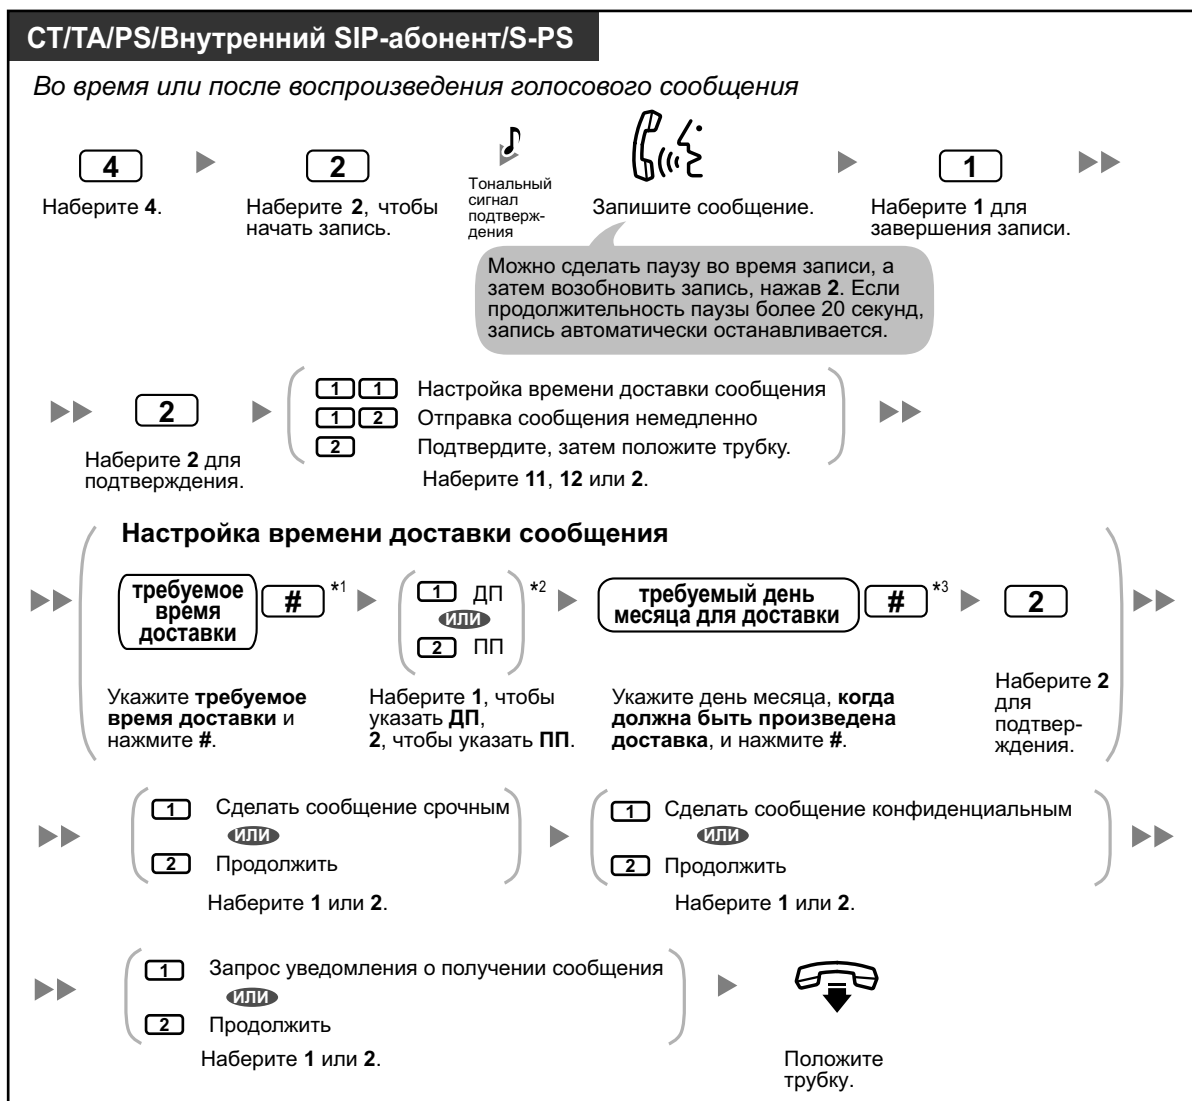 СТ/ТА/PS/Внутренний SIP-абонент/S-PS
Во время или после воспроизведения голосового сообщения
4
Наберите 4.
2
Наберите 2, чтобы
начать запись.
Тональный
сигнал
подтверж-
дения
Запишите сообщение.
1
Наберите 1 для
завершения записи.
Можно сделать паузу во время записи, а
затем возобновить запись, нажав 2. Если
продолжительность паузы более 20 секунд,
запись автоматически останавливается.
2
Наберите 2 для
подтверждения.
1 1 Настройка времени доставки сообщения
1 2 Отправка сообщения немедленно
2 Подтвердите, затем положите трубку.
Наберите 11, 12 или 2.
Настройка времени доставки сообщения
требуемое
время
доставки
# *1
Укажите требуемое
время доставки и
нажмите #.
1 ДП
ИЛИ
2 ПП
*2
Наберите 1, чтобы
указать ДП,
2, чтобы указать ПП.
требуемый день
месяца для доставки
# *3
Укажите день месяца, когда
должна быть произведена
доставка, и нажмите #.
2
Наберите 2
для
подтвер-
ждения.
1 Сделать сообщение срочным
ИЛИ
2 Продолжить
Наберите 1 или 2.
1 Сделать сообщение конфиденциальным
ИЛИ
2 Продолжить
Наберите 1 или 2.
1 Запрос уведомления о получении сообщения
ИЛИ
2 Продолжить
Наберите 1 или 2.
Положите
трубку.